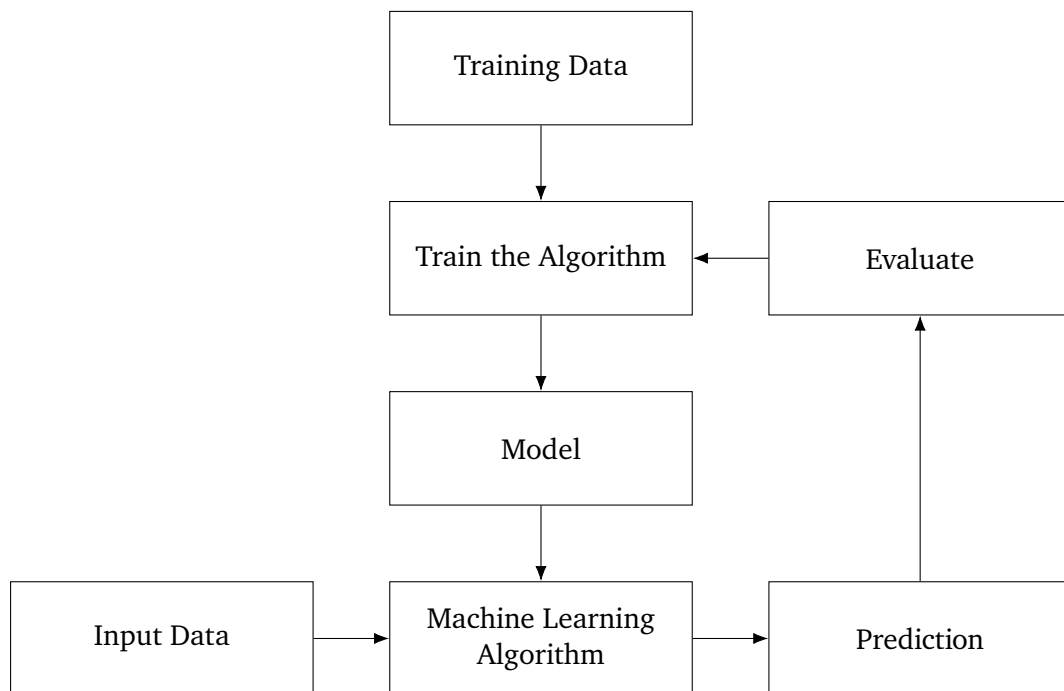 Training Data
Train the Algorithm
Evaluate
Model
Input Data
Machine Learning
Algorithm
Prediction